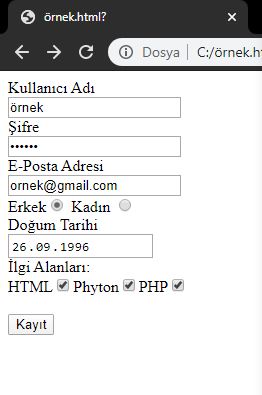 örnek.html?
Dosya C:/örnek.h
Kullanıcı Adı
örnek
Şifre
••••••
E-Posta Adresi
ornek@gmail.com
Erkek Kadın
Doğum Tarihi
26.09.1996
İlgi Alanları:
HTML Phyton PHP
Kayıt